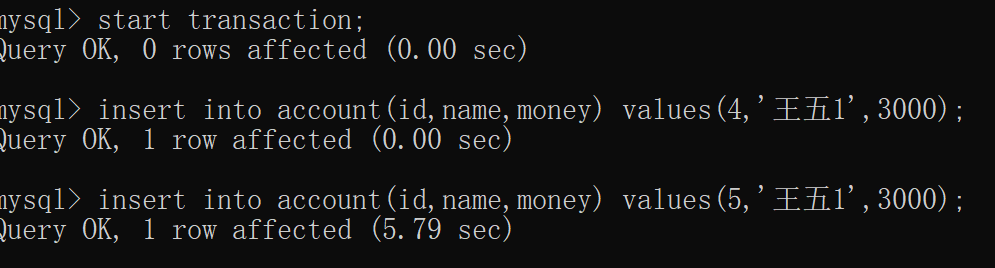 mysql> start transaction;
Query OK, 0 rows affected (0.00 sec)
mysql> insert into account(id,name,money) values(4,'王五1',3000);
Query OK, 1 row affected (0.00 sec)
mysql> insert into account(id,name,money) values(5,'王五1',3000);
Query OK, 1 row affected (5.79 sec)